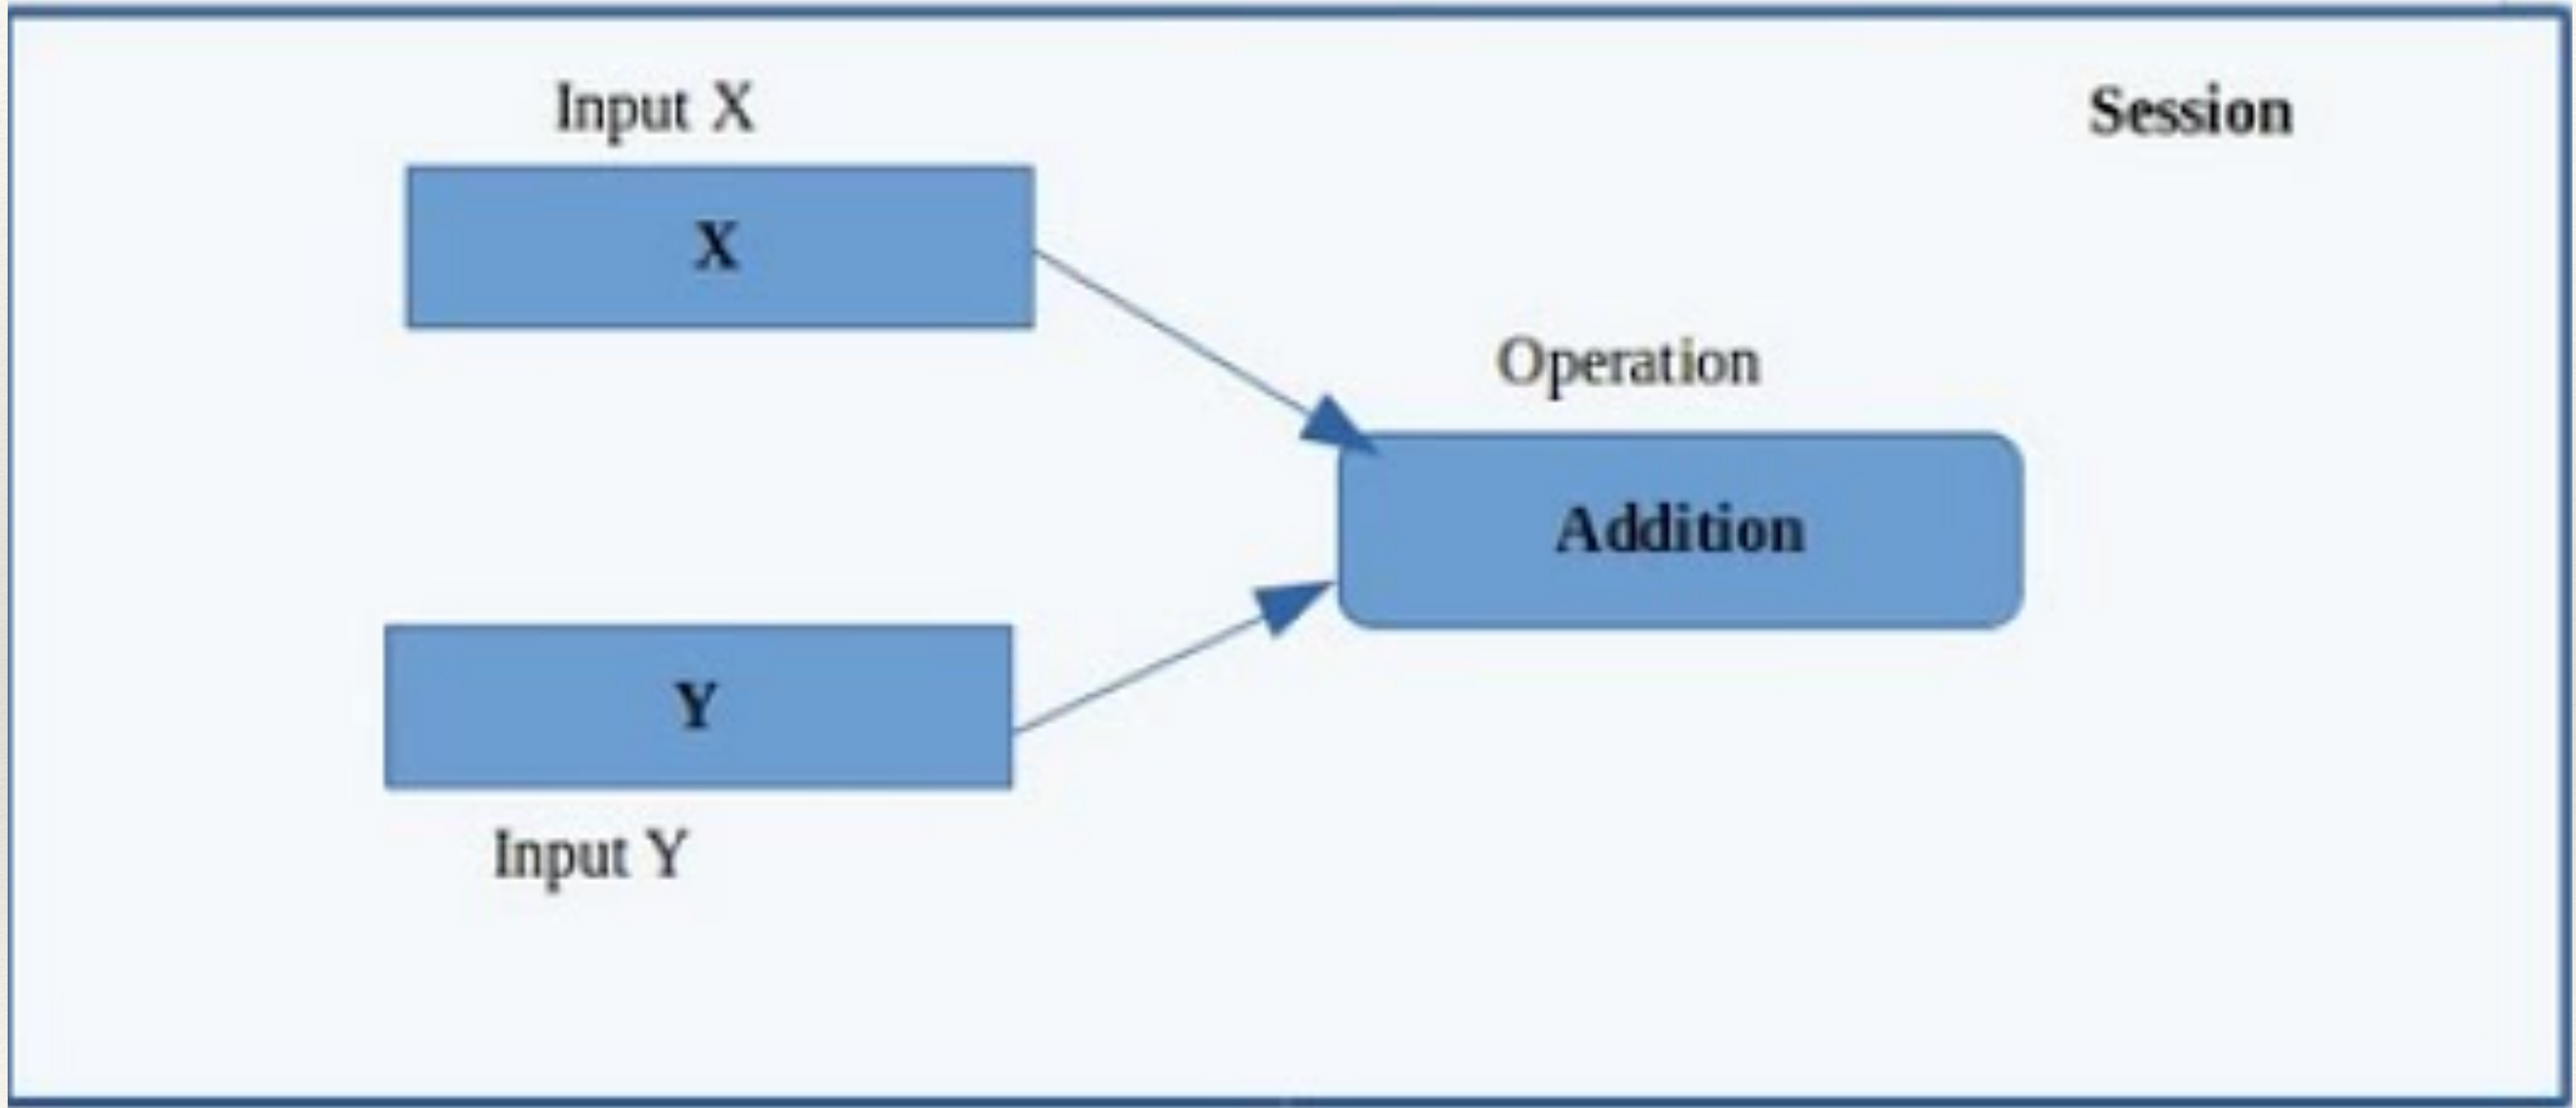 Input X
Session
X
Operation
Addition
Y
Input Y